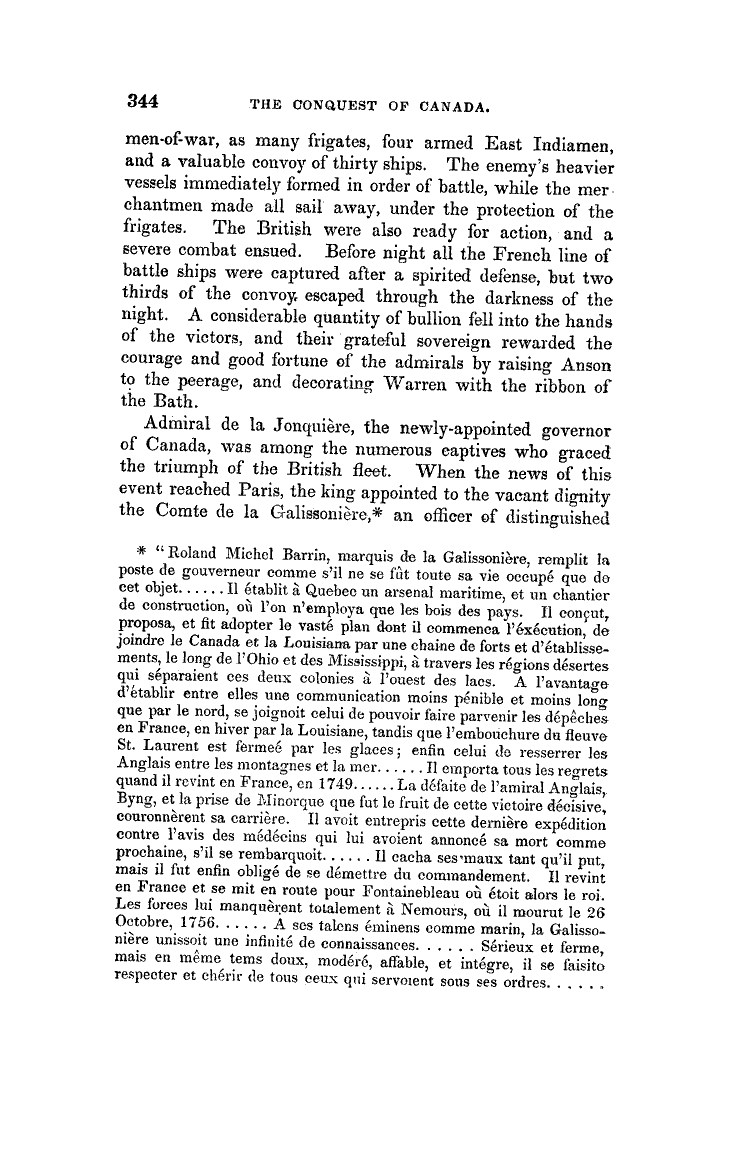 344 THE CONQUEST OF CANADA.
men-of-war, as many frigates, four armed East Indiamen,
and a valuable convoy of thirty ships. The enemy's heavier
vessels immediately formed in order of battle, while the mer-
chantmen made all sail away, under the protection of the
frigates. The British were also ready for action, and a
severe combat ensued. Before night all the French line of
battle ships were captured after a spirited defense, but two
thirds of the convoy escaped through the darkness of the
night. A considerable quantity of bullion fell into the hands
of the victors, and their grateful sovereign rewarded the
courage and good fortune of the admirals by raising Anson
to the peerage, and decorating Warren with the ribbon of
the Bath.
Admiral de la Jonquière, the newly-appointed governor
of Canada, was among the numerous captives who graced
the triumph of the British fleet. When the news of this
event reached Paris, the king appointed to the vacant dignity
the Comte de la Galissonière,* an officer of distinguished
* "Roland Michel Barrin, marquis de la Galissonière, remplit la
poste de gouverneur comme s'il ne se fût toute sa vie occupé que de
cet objet. . . . . . Il établit à Quebec un arsenal maritime, et un chantier
de construction, où l'on n'employa que les bois des pays. Il conçut,
proposa, et fit adopter le vasté plan dont il commenca l'éxécution, de
joindre le Canada et la Louisiana par une chaine de forts et d'établisse-
ments, le long de l'Ohio et des Mississippi, à travers les régions désertes
qui séparaient ces deux colonies à l'ouest des lacs. A l'avantage
d'établir entre elles une communication moins pénible et moins long
que par le nord, se joignoit celui de pouvoir faire parvenir les dépêches
en France, en hiver par la Louisiane, tandis que l'embouchure du fleuve
St. Laurent est fermeé par les glaces; enfin celui de resserrer les
Anglais entre les montagnes et la mer. . . . . . Il emporta tous les regrets
quand il revint en France, en 1749. . . . . . La défaite de l'amiral Anglais,
Byng, et la prise de Minorque que fut le fruit de cette victoire décisive,
couronnèrent sa carrière. Il avoit entrepris cette dernière expédition
contre l'avis des médécins qui lui avoient annoncé sa mort comme
prochaine, s'il se rembarquoit. . . . . . Il cacha ses maux tant qu'il put,
mais il fut enfin obligé de se démettre du commandement. Il revint
en France et se mit en route pour Fontainebleau où étoit alors le roi.
Les forces lui manquèrent totalement à Nemours, où il mourut le 26
Octobre, 1756. . . . . . A ses talens éminens comme marin, la Galisso-
nière unissoit une infinité de connaissances. . . . . . Sérieux et ferme,
mais en même tems doux, modéré, affable, et intégre, il se faisito
respecter et chérir de tous ceux qui servoient sous ses ordres. . . . . .